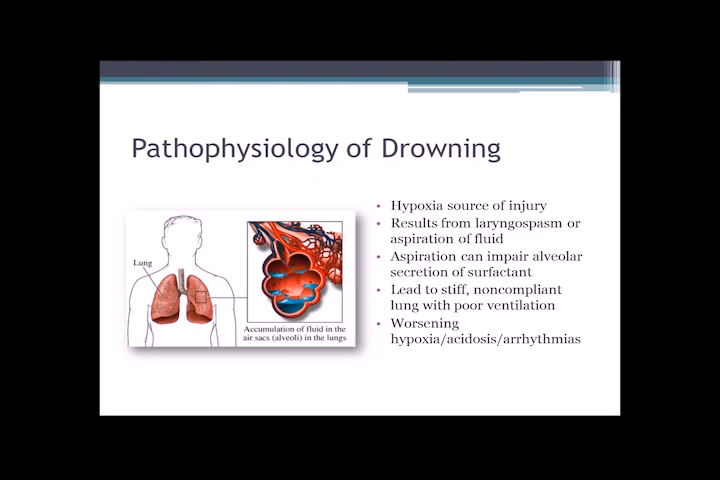 Pathophysiology of Drowning
Lung
Accumulation of fluid in the
air sacs (alveoli) in the lungs
• Hypoxia source of injury
• Results from laryngospasm or
aspiration of fluid
• Aspiration can impair alveolar
secretion of surfactant
• Lead to stiff, noncompliant
lung with poor ventilation
• Worsening
hypoxia/acidosis/arrhythmias